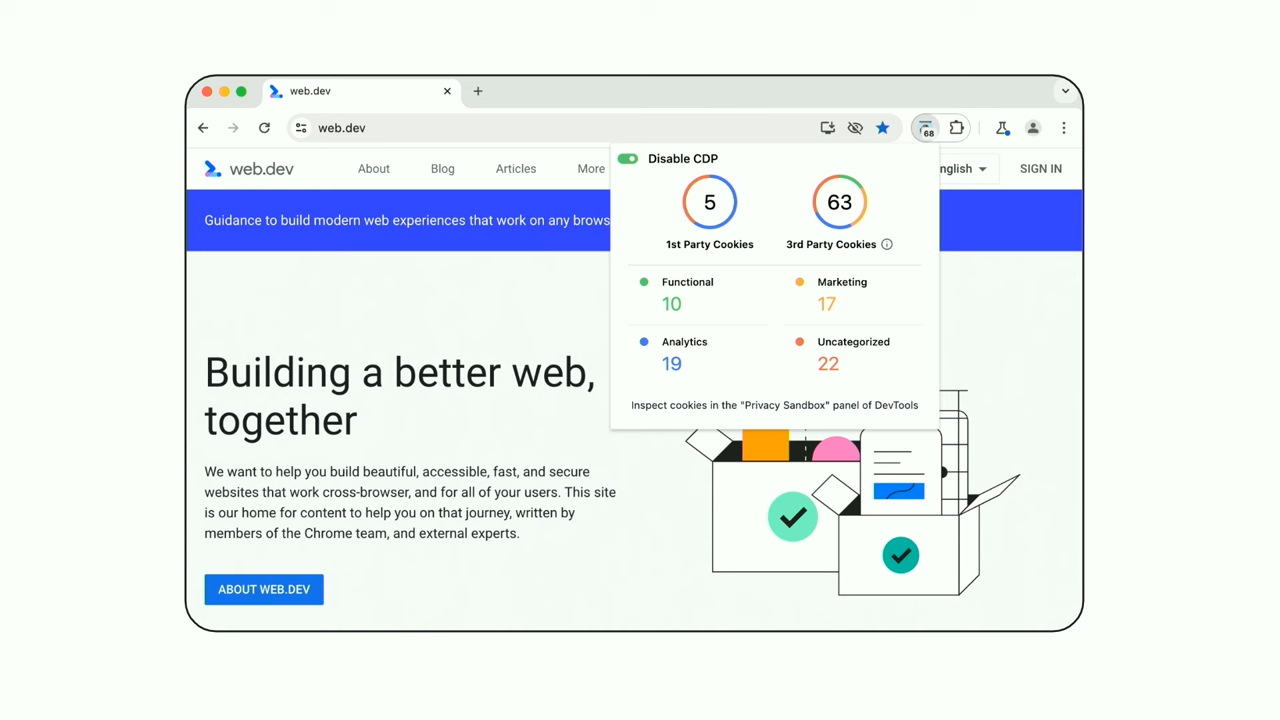 web.dev
web.dev
68
web.dev
About
Blog
Articles
More
nglish
SIGN IN
Guidance to build modern web experiences that work on any brows
Disable CDP
5
63
1st Party Cookies
3rd Party Cookies
Functional
10
Marketing
17
Analytics
19
Uncategorized
22
Inspect cookies in the "Privacy Sandbox" panel of DevTools
Building a better web,
together
We want to help you build beautiful, accessible, fast, and secure
websites that work cross-browser, and for all of your users. This site
is our home for content to help you on that journey, written by
members of the Chrome team, and external experts.
ABOUT WEB.DEV